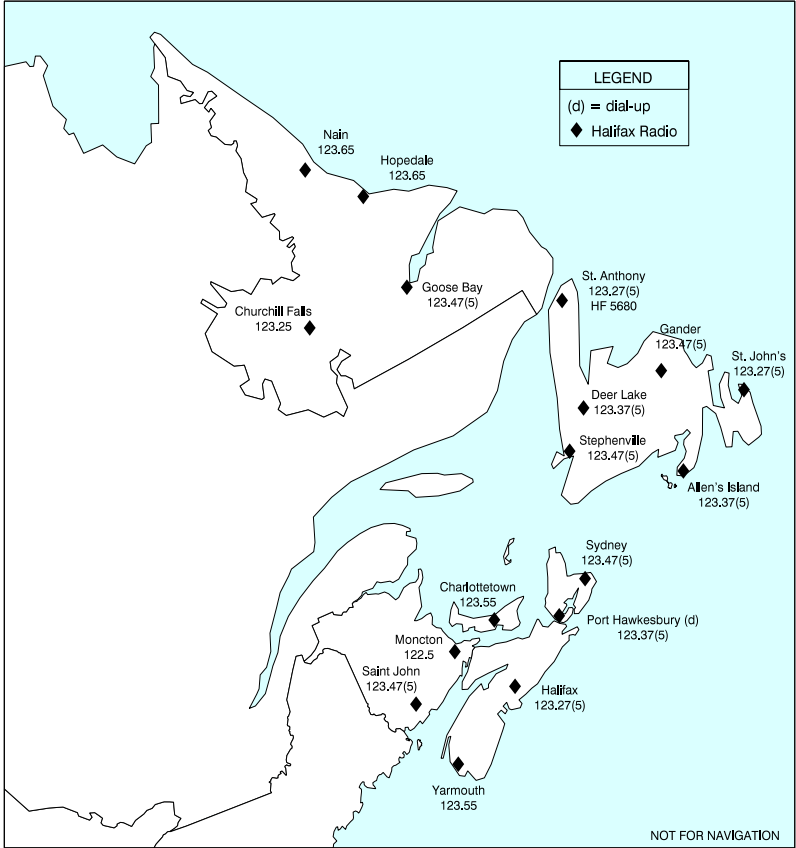 LEGEND
(d) = dial-up
Halifax Radio
Nain
123.65
Hopedale
123.65
Goose Bay
123.47(5)
Churchill Falls
123.25
St. Anthony
123.27(5)
HF 5680
Gander
123.47(5)
St. John's
123.27(5)
Deer Lake
123.37(5)
Stephenville
123.47(5)
Allen's Island
123.37(5)
Sydney
123.47(5)
Charlottetown
123.55
Port Hawkesbury (d)
123.37(5)
Moncton
122.5
Saint John
123.47(5)
Halifax
123.27(5)
Yarmouth
123.55
NOT FOR NAVIGATION